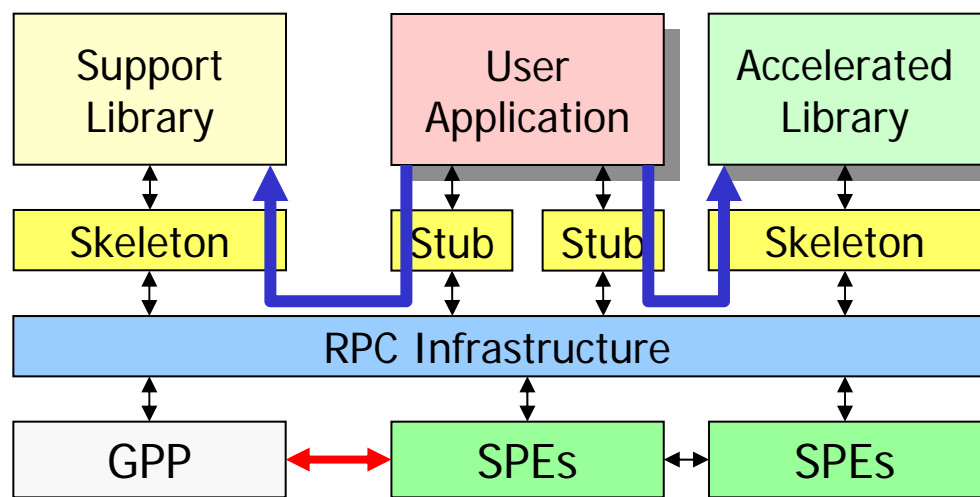 Support
Library
User
Application
Accelerated
Library
Skeleton
Stub
Stub
Skeleton
RPC Infrastructure
GPP
SPEs
SPEs